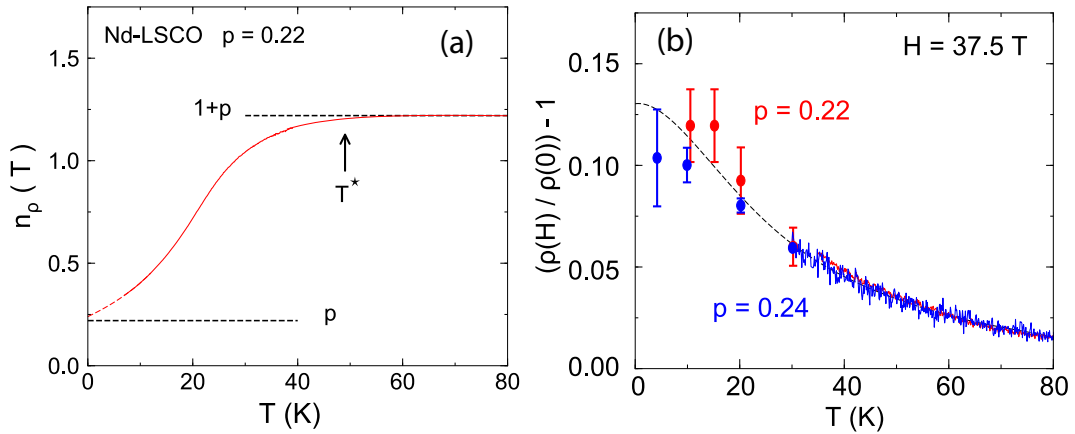 Nd-LSCO p = 0.22
(a)
1+p
T*
p
n_ρ ( T )
1.5
1.0
0.5
0.0
0 20 40 60 80
T (K)
(b)
H = 37.5 T
p = 0.22
p = 0.24
(ρ(H) / ρ(0)) - 1
0.15
0.10
0.05
0.00
0 20 40 60 80
T (K)